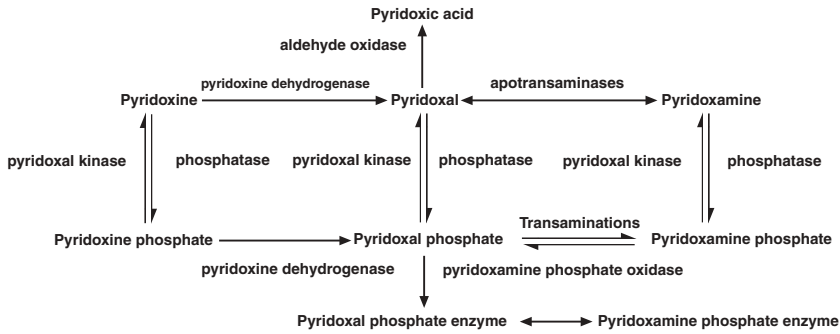 Pyridoxic acid
aldehyde oxidase
pyridoxine dehydrogenase
apotransaminases
Pyridoxine
Pyridoxal
Pyridoxamine
pyridoxal kinase
phosphatase
pyridoxal kinase
phosphatase
pyridoxal kinase
phosphatase
Transaminations
Pyridoxine phosphate
Pyridoxal phosphate
Pyridoxamine phosphate
pyridoxine dehydrogenase
pyridoxamine phosphate oxidase
Pyridoxal phosphate enzyme
Pyridoxamine phosphate enzyme